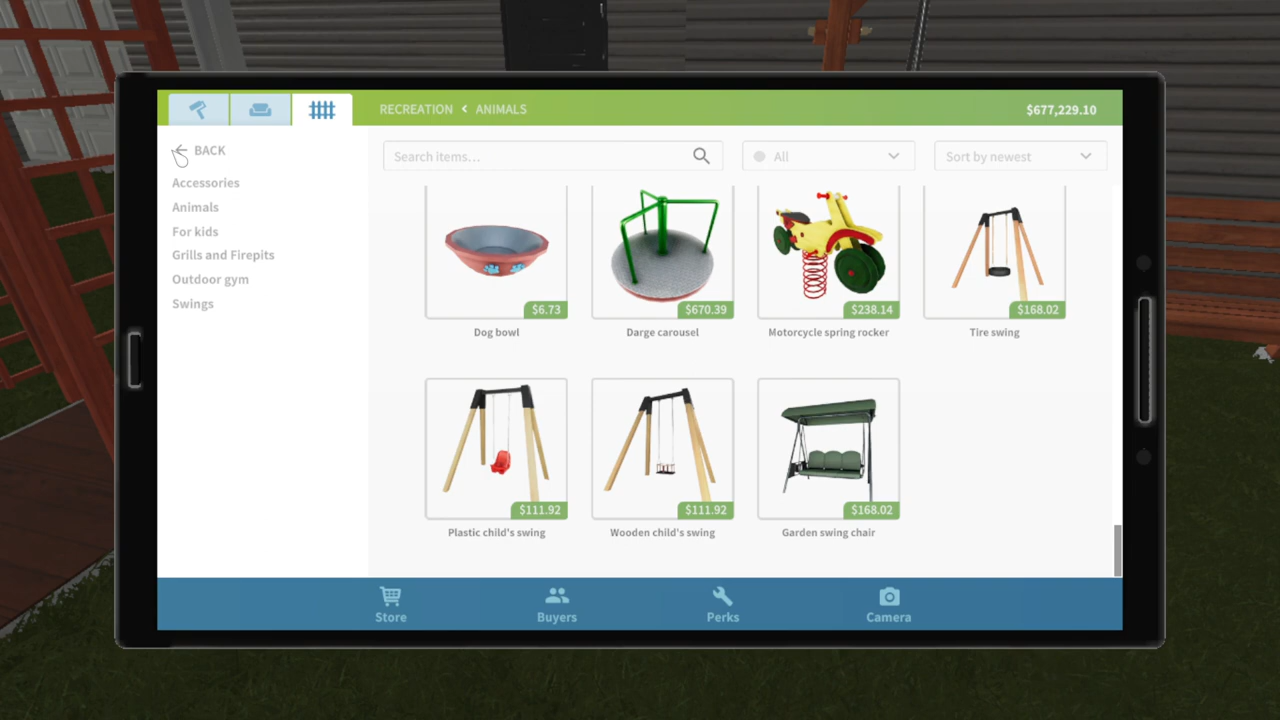 RECREATION < ANIMALS
$677,229.10
BACK
Search items...
All
Sort by newest
Accessories
Animals
For kids
Grills and Firepits
Outdoor gym
Swings
$6.73
$670.39
$238.14
$168.02
Dog bowl
Darge carousel
Motorcycle spring rocker
Tire swing
$111.92
$111.92
$168.02
Plastic child's swing
Wooden child's swing
Garden swing chair
Store
Buyers
Perks
Camera